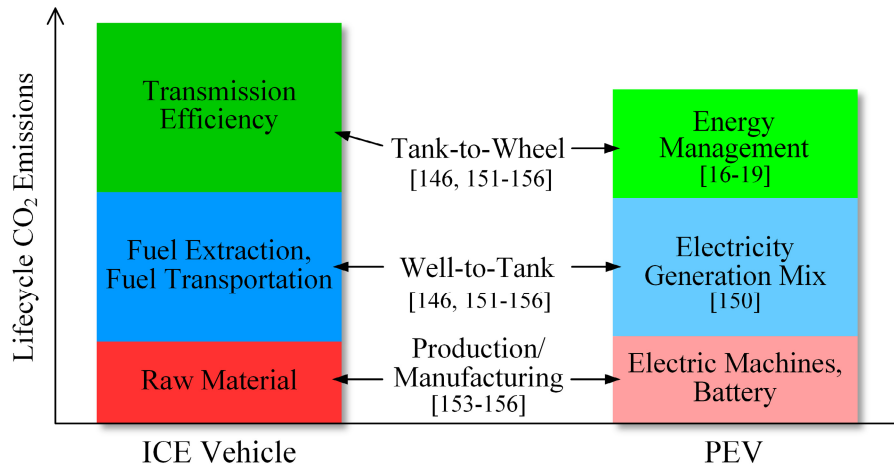 Lifecycle CO2 Emissions
Transmission
Efficiency
Fuel Extraction,
Fuel Transportation
Raw Material
ICE Vehicle
Tank-to-Wheel
[146, 151-156]
Well-to-Tank
[146, 151-156]
Production/
Manufacturing
[153-156]
Energy
Management
[16-19]
Electricity
Generation Mix
[150]
Electric Machines,
Battery
PEV